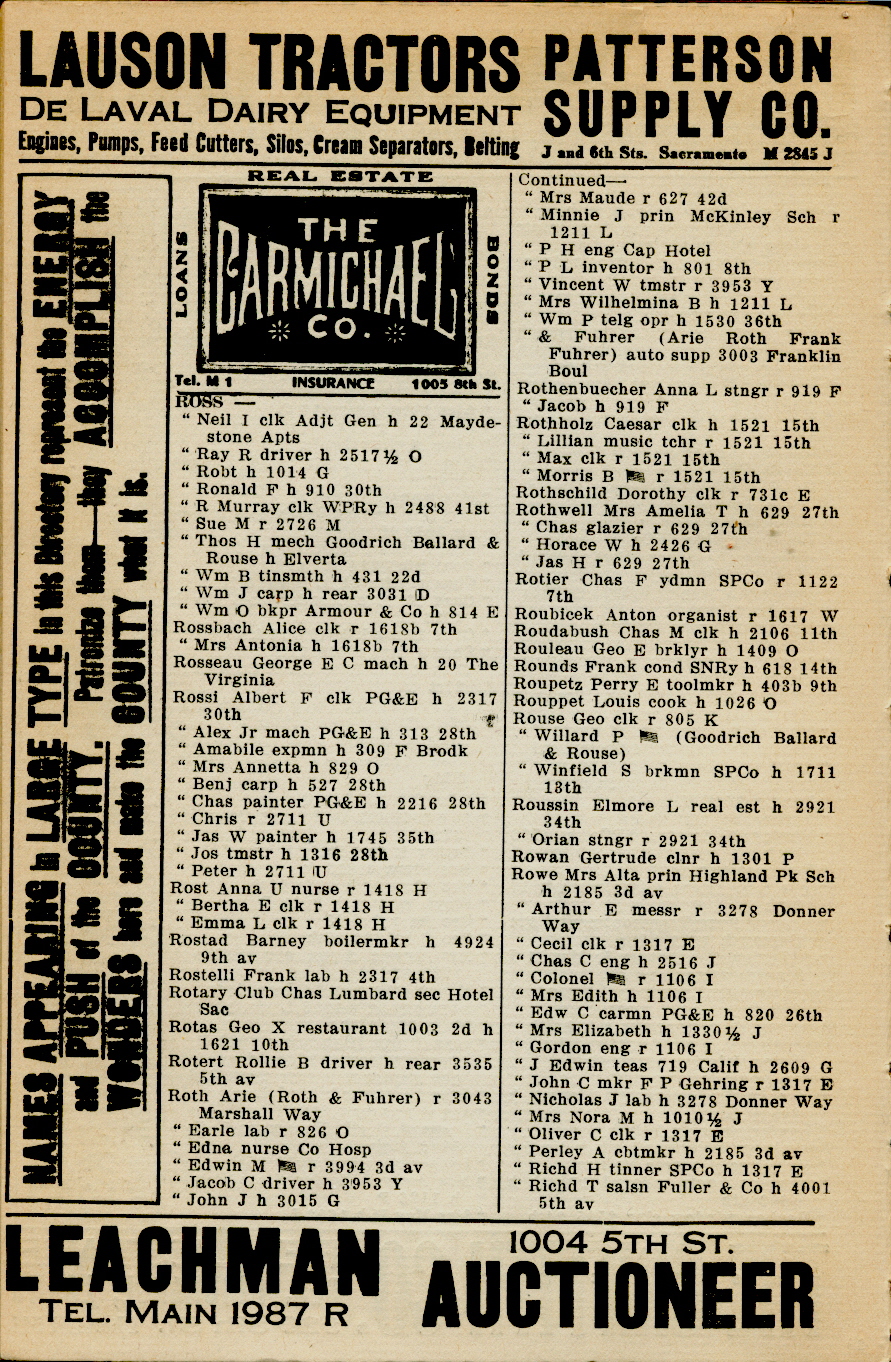 LAUSON TRACTORS
DE LAVAL DAIRY EQUIPMENT
Engines, Pumps, Feed Cutters, Silos, Cream Separators, Belting
PATTERSON
SUPPLY CO.
J and 6th Sts. Sacramento M 2845 J
NAMES APPEARING in LARGE TYPE in this Directory represent the ENERGY
and PUSH of the COUNTY. Patronize them—they ACCOMPLISH the
WONDERS here and make the COUNTY what it is.
REAL ESTATE
LOANS
THE
CARMICHAEL
CO.
BONDS
Tel. M 1 INSURANCE 1005 8th St.
ROSS —
" Neil I clk Adjt Gen h 22 Mayde-
stone Apts
" Ray R driver h 2517½ O
" Robt h 1014 G
" Ronald F h 910 30th
" R Murray clk WPRy h 2488 41st
" Sue M r 2726 M
" Thos H mech Goodrich Ballard &
Rouse h Elverta
" Wm B tinsmth h 431 22d
" Wm J carp h rear 3031 D
" Wm O bkpr Armour & Co h 814 E
Rossbach Alice clk r 1618b 7th
" Mrs Antonia h 1618b 7th
Rosseau George E C mach h 20 The
Virginia
Rossi Albert F clk PG&E h 2317
30th
" Alex Jr mach PG&E h 313 28th
" Amabile expmn h 309 F Brodk
" Mrs Annetta h 829 O
" Benj carp h 527 28th
" Chas painter PG&E h 2216 28th
" Chris r 2711 U
" Jas W painter h 1745 35th
" Jos tmstr h 1316 28th
" Peter h 2711 U
Rost Anna U nurse r 1418 H
" Bertha E clk r 1418 H
" Emma L clk r 1418 H
Rostad Barney boilermkr h 4924
9th av
Rostelli Frank lab h 2317 4th
Rotary Club Chas Lumbard sec Hotel
Sac
Rotas Geo X restaurant 1003 2d h
1621 10th
Rotert Rollie B driver h rear 3535
5th av
Roth Arie (Roth & Fuhrer) r 3043
Marshall Way
" Earle lab r 826 O
" Edna nurse Co Hosp
" Edwin M r 3994 3d av
" Jacob C driver h 3953 Y
" John J h 3015 G
Continued—
" Mrs Maude r 627 42d
" Minnie J prin McKinley Sch r
1211 L
" P H eng Cap Hotel
" P L inventor h 801 8th
" Vincent W tmstr r 3953 Y
" Mrs Wilhelmina B h 1211 L
" Wm P telg opr h 1530 36th
" & Fuhrer (Arie Roth Frank
Fuhrer) auto supp 3003 Franklin
Boul
Rothenbuecher Anna L stngr r 919 F
" Jacob h 919 F
Rothholz Caesar clk h 1521 15th
" Lillian music tchr r 1521 15th
" Max clk r 1521 15th
" Morris B r 1521 15th
Rothschild Dorothy clk r 731c E
Rothwell Mrs Amelia T h 629 27th
" Chas glazier r 629 27th
" Horace W h 2426 G
" Jas H r 629 27th
Rotier Chas F ydmn SPCo r 1122
7th
Roubicek Anton organist r 1617 W
Roudabush Chas M clk h 2106 11th
Rouleau Geo E brklyr h 1409 O
Rounds Frank cond SNRy h 618 14th
Roupetz Perry E toolmkr h 403b 9th
Rouppet Louis cook h 1026 O
Rouse Geo clk r 805 K
" Willard P (Goodrich Ballard
& Rouse)
" Winfield S brkmn SPCo h 1711
13th
Roussin Elmore L real est h 2921
34th
" Orian stngr r 2921 34th
Rowan Gertrude clnr h 1301 P
Rowe Mrs Alta prin Highland Pk Sch
h 2185 3d av
" Arthur E messr r 3278 Donner
Way
" Cecil clk r 1317 E
" Chas C eng h 2516 J
" Colonel r 1106 I
" Mrs Edith h 1106 I
" Edw C carmn PG&E h 820 26th
" Mrs Elizabeth h 1330½ J
" Gordon eng r 1106 I
" J Edwin teas 719 Calif h 2609 G
" John C mkr F P Gehring r 1317 E
" Nicholas J lab h 3278 Donner Way
" Mrs Nora M h 1010½ J
" Oliver C clk r 1317 E
" Perley A cbtmkr h 2185 3d av
" Richd H tinner SPCo h 1317 E
" Richd T salsn Fuller & Co h 4001
5th av
LEACHMAN
TEL. MAIN 1987 R
1004 5TH ST.
AUCTIONEER